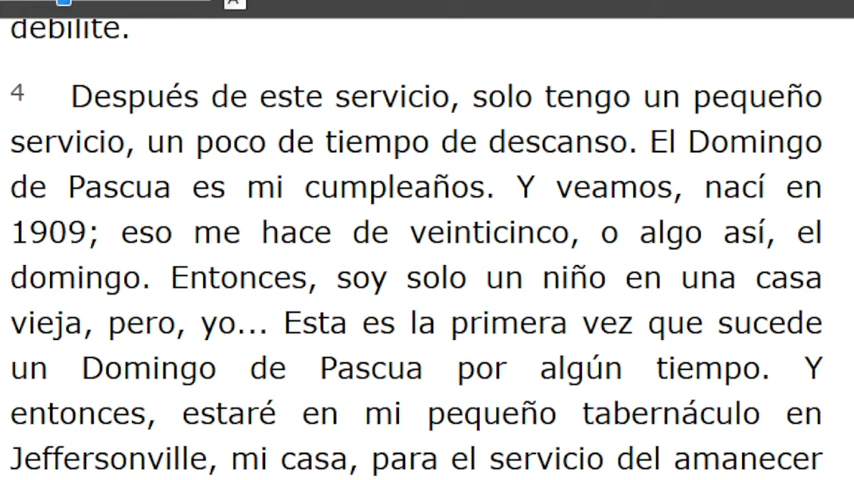 debilité.
4 Después de este servicio, solo tengo un pequeño
servicio, un poco de tiempo de descanso. El Domingo
de Pascua es mi cumpleaños. Y veamos, nací en
1909; eso me hace de veinticinco, o algo así, el
domingo. Entonces, soy solo un niño en una casa
vieja, pero, yo... Esta es la primera vez que sucede
un Domingo de Pascua por algún tiempo. Y
entonces, estaré en mi pequeño tabernáculo en
Jeffersonville, mi casa, para el servicio del amanecer